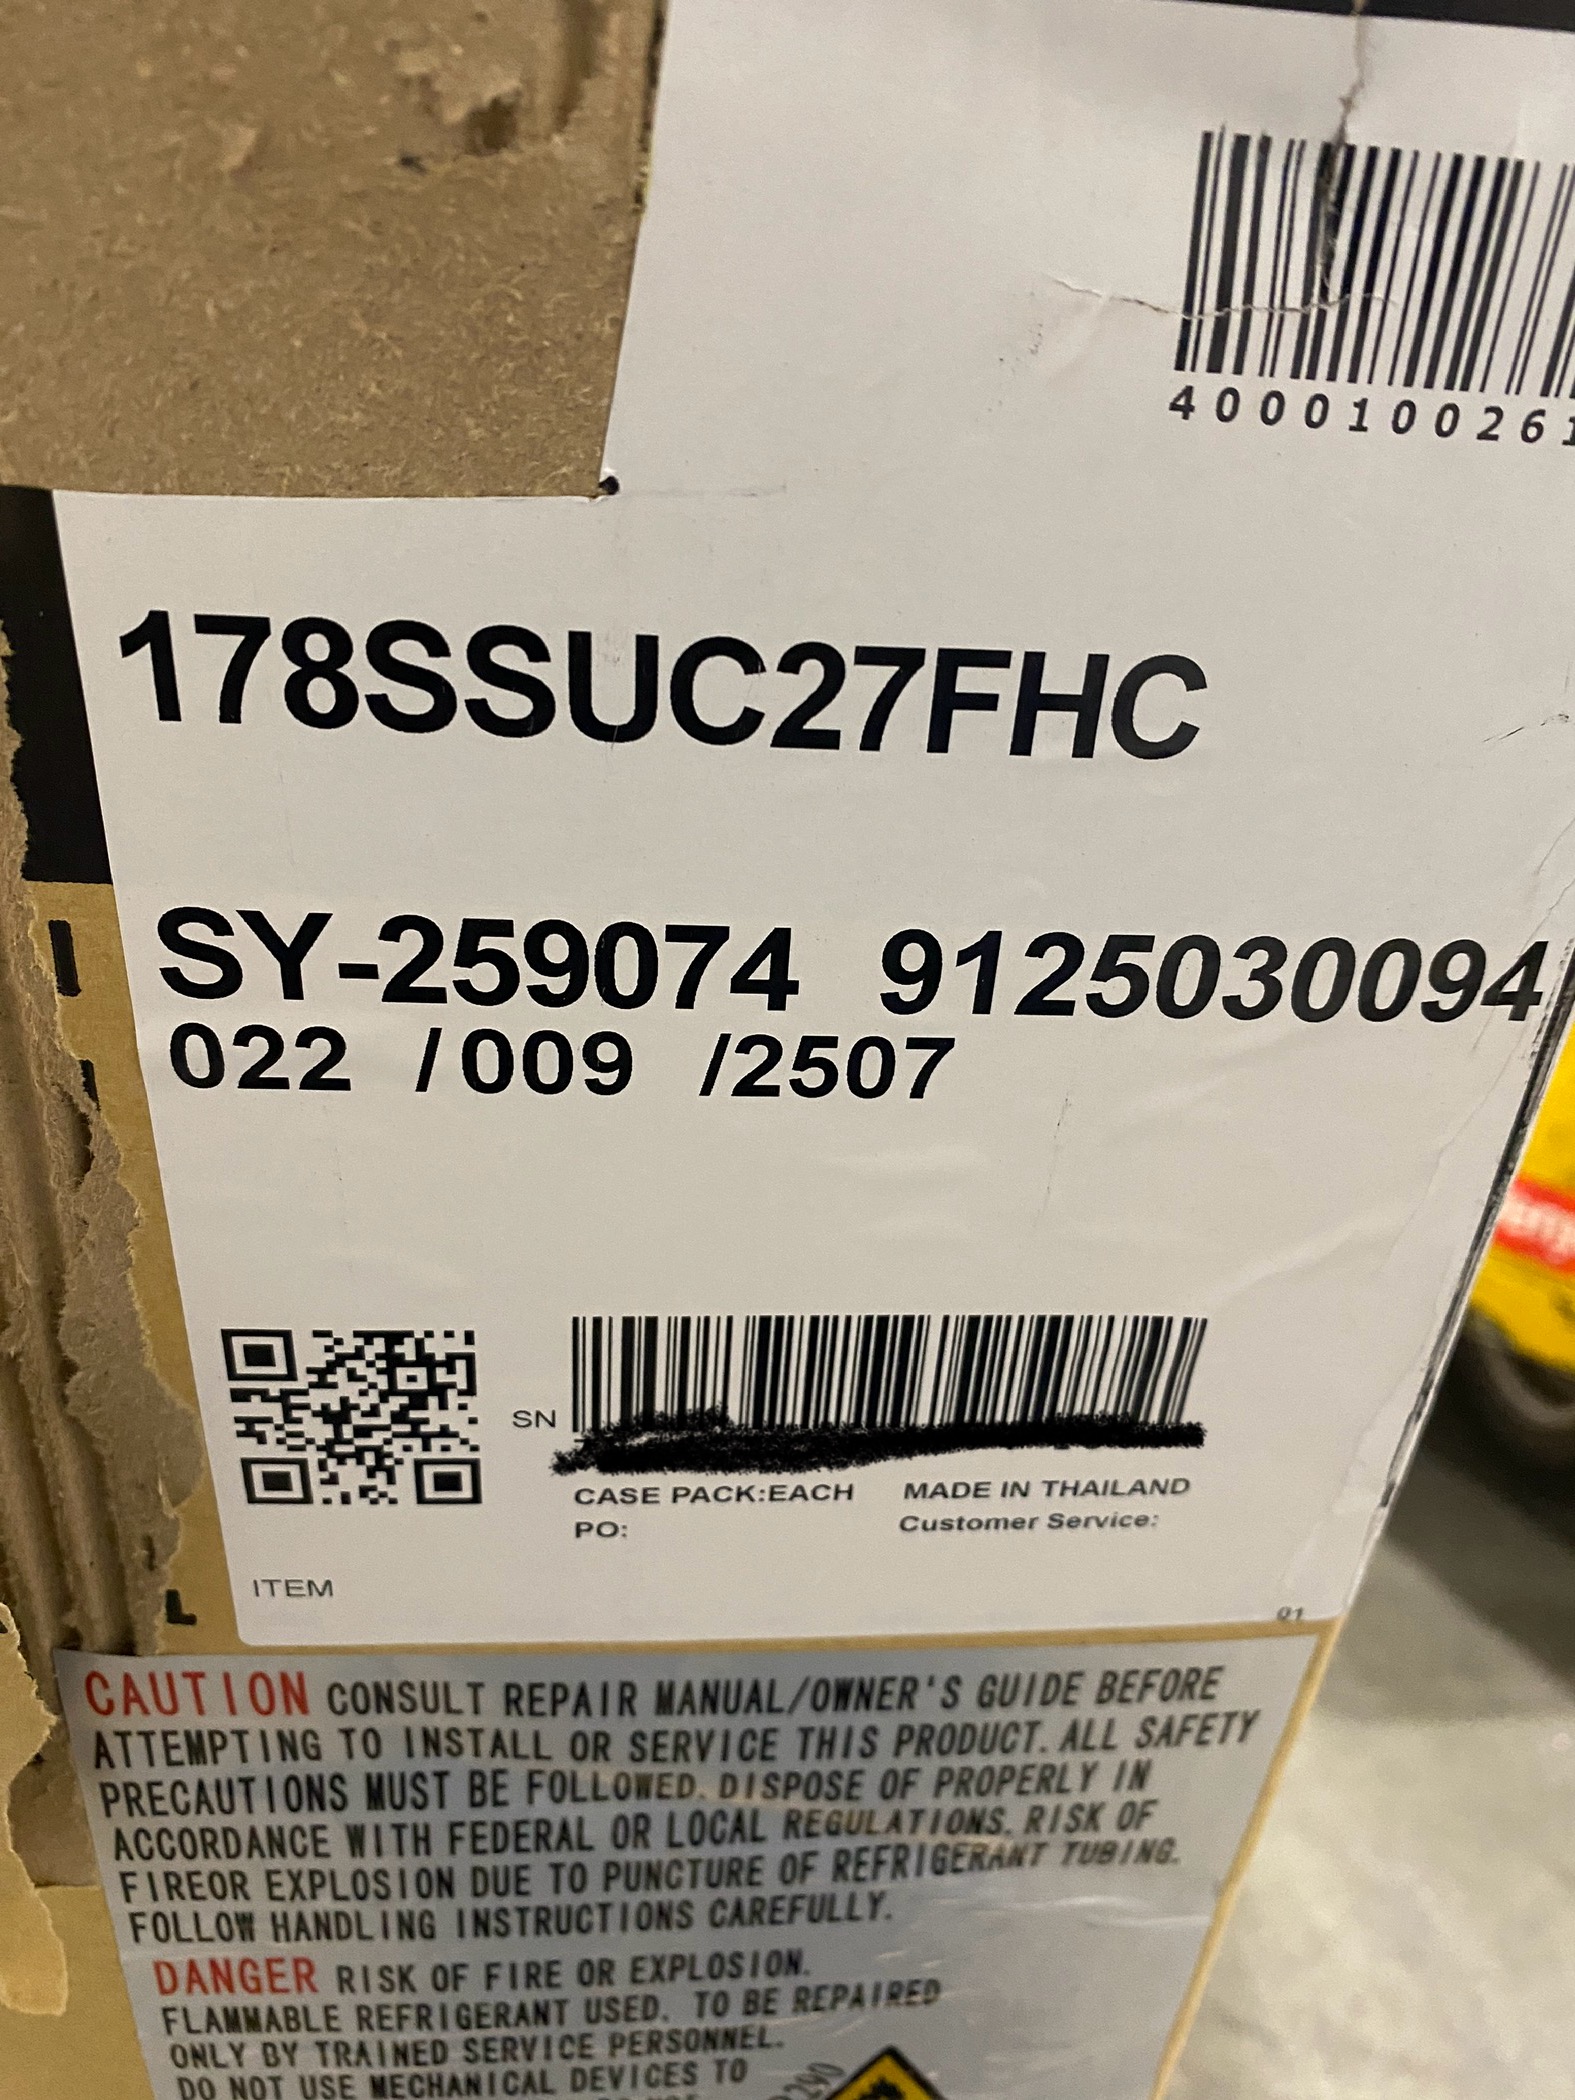 4000100261
178SSUC27FHC
SY-259074 9125030094
022 /009 /2507
SN
CASE PACK:EACH MADE IN THAILAND
PO: Customer Service:
ITEM
01
L
CAUTION CONSULT REPAIR MANUAL/OWNER'S GUIDE BEFORE
ATTEMPTING TO INSTALL OR SERVICE THIS PRODUCT. ALL SAFETY
PRECAUTIONS MUST BE FOLLOWED. DISPOSE OF PROPERLY IN
ACCORDANCE WITH FEDERAL OR LOCAL REGULATIONS. RISK OF
FIREOR EXPLOSION DUE TO PUNCTURE OF REFRIGERANT TUBING.
FOLLOW HANDLING INSTRUCTIONS CAREFULLY.
DANGER RISK OF FIRE OR EXPLOSION.
FLAMMABLE REFRIGERANT USED. TO BE REPAIRED
ONLY BY TRAINED SERVICE PERSONNEL.
DO NOT USE MECHANICAL DEVICES TO